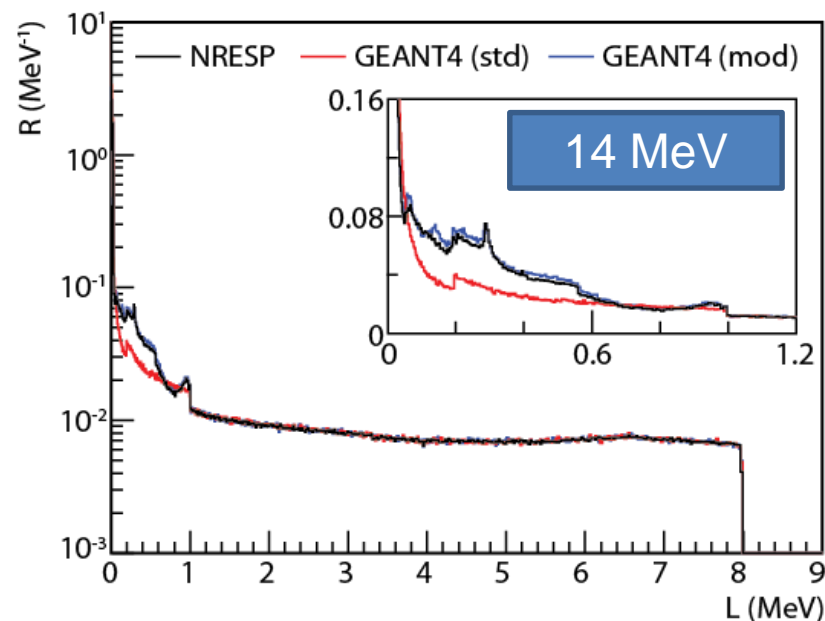 R (MeV⁻¹)
10¹
10⁰
10⁻¹
10⁻²
10⁻³
NRESP GEANT4 (std) GEANT4 (mod)
14 MeV
0.16
0.08
0
0 0.6 1.2
0 1 2 3 4 5 6 7 8 9
L (MeV)